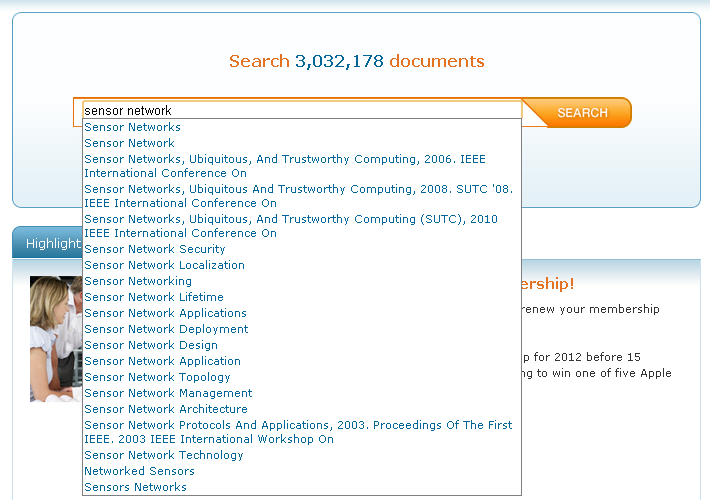 Search 3,032,178 documents
sensor network
SEARCH
Sensor Networks
Sensor Network
Sensor Networks, Ubiquitous, And Trustworthy Computing, 2006. IEEE
International Conference On
Sensor Networks, Ubiquitous And Trustworthy Computing, 2008. SUTC '08.
IEEE International Conference On
Sensor Networks, Ubiquitous, And Trustworthy Computing (SUTC), 2010
IEEE International Conference On
Sensor Network Security
Highlight
Sensor Network Localization
Sensor Networking
ership!
Sensor Network Lifetime
Sensor Network Applications
renew your membership
Sensor Network Deployment
Sensor Network Design
Sensor Network Application
p for 2012 before 15
Sensor Network Topology
ng to win one of five Apple
Sensor Network Management
Sensor Network Architecture
Sensor Network Protocols And Applications, 2003. Proceedings Of The First
IEEE. 2003 IEEE International Workshop On
Sensor Network Technology
Networked Sensors
Sensors Networks